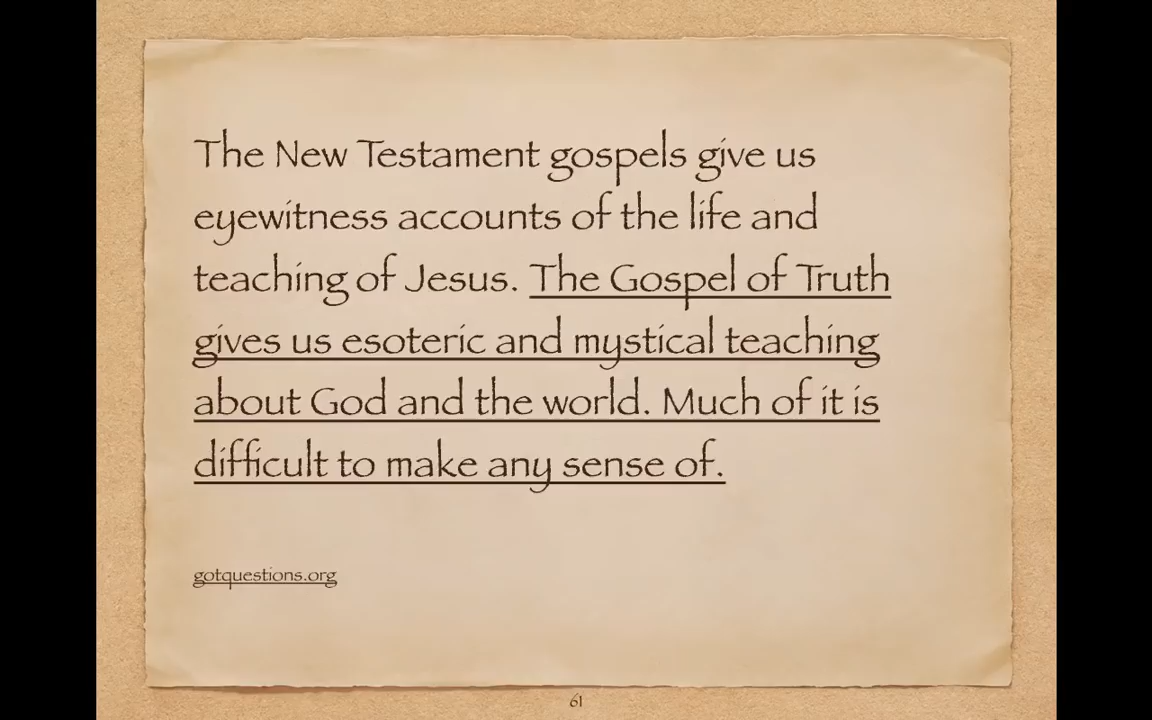 The New Testament gospels give us
eyewitness accounts of the life and
teaching of Jesus. The Gospel of Truth
gives us esoteric and mystical teaching
about God and the world. Much of it is
difficult to make any sense of.
gotquestions.org
61